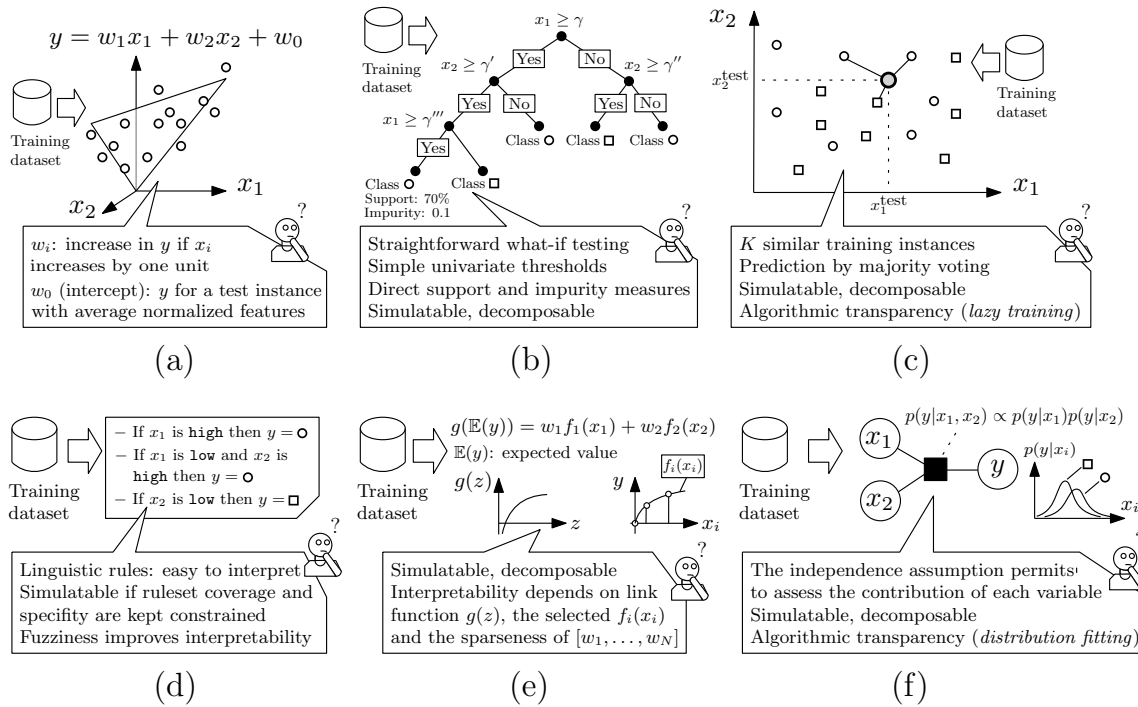 y = w₁x₁ + w₂x₂ + w₀
Training
dataset
x₁
x₂
?
wᵢ: increase in y if xᵢ
increases by one unit
w₀ (intercept): y for a test instance
with average normalized features
(a)
Training
dataset
x₁ ≥ γ
Yes
No
x₂ ≥ γ′
x₂ ≥ γ″
Yes
No
Yes
No
x₁ ≥ γ‴
Class
Class
Class
Yes
Class
Class
Support: 70%
Impurity: 0.1
?
Straightforward what-if testing
Simple univariate thresholds
Direct support and impurity measures
Simulatable, decomposable
(b)
x₂
x₂ᵗᵉˢᵗ
Training
dataset
x₁ᵗᵉˢᵗ
x₁
?
K similar training instances
Prediction by majority voting
Simulatable, decomposable
Algorithmic transparency (lazy training)
(c)
Training
dataset
– If x₁ is high then y =
– If x₁ is low and x₂ is
high then y =
– If x₂ is low then y =
?
Linguistic rules: easy to interpret
Simulatable if ruleset coverage and
specifity are kept constrained
Fuzziness improves interpretability
(d)
Training
dataset
g(𝔼(y)) = w₁f₁(x₁) + w₂f₂(x₂)
𝔼(y): expected value
g(z)
z
y
fᵢ(xᵢ)
xᵢ
?
Simulatable, decomposable
Interpretability depends on link
function g(z), the selected fᵢ(xᵢ)
and the sparseness of [w₁, . . . , w_N]
(e)
Training
dataset
p(y|x₁, x₂) ∝ p(y|x₁)p(y|x₂)
x₁
x₂
y
p(y|xᵢ)
xᵢ
The independence assumption permits
to assess the contribution of each variable
Simulatable, decomposable
Algorithmic transparency (distribution fitting)
(f)